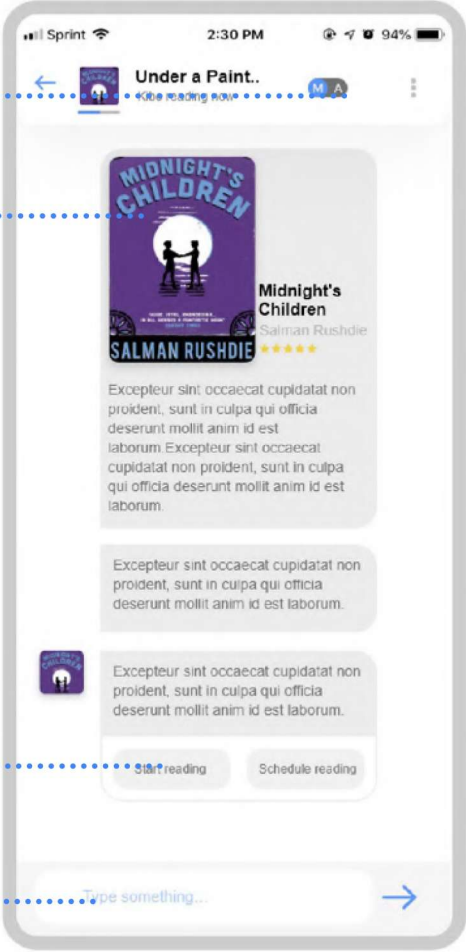 Sprint 2:30 PM 94%
Under a Paint..
Kibo reading now
M A
MIDNIGHT'S
CHILDREN
SALMAN RUSHDIE
Midnight's
Children
Salman Rushdie
Excepteur sint occaecat cupidatat non
proident, sunt in culpa qui officia
deserunt mollit anim id est
laborum.Excepteur sint occaecat
cupidatat non proident, sunt in culpa
qui officia deserunt mollit anim id est
laborum.
Excepteur sint occaecat cupidatat non
proident, sunt in culpa qui officia
deserunt mollit anim id est laborum.
MIDNIGHT'S
CHILDREN
Excepteur sint occaecat cupidatat non
proident, sunt in culpa qui officia
deserunt mollit anim id est laborum.
Start reading Schedule reading
Type something...